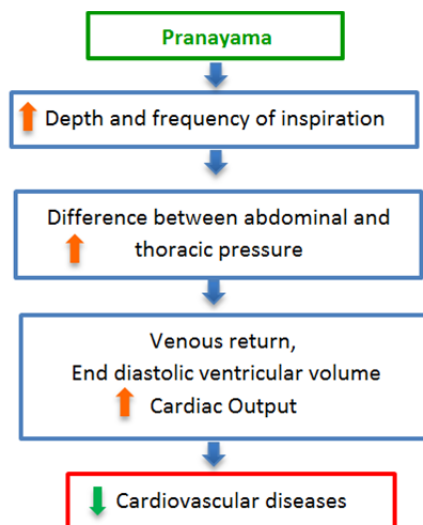 Pranayama
Depth and frequency of inspiration
Difference between abdominal and
thoracic pressure
Venous return,
End diastolic ventricular volume
Cardiac Output
Cardiovascular diseases